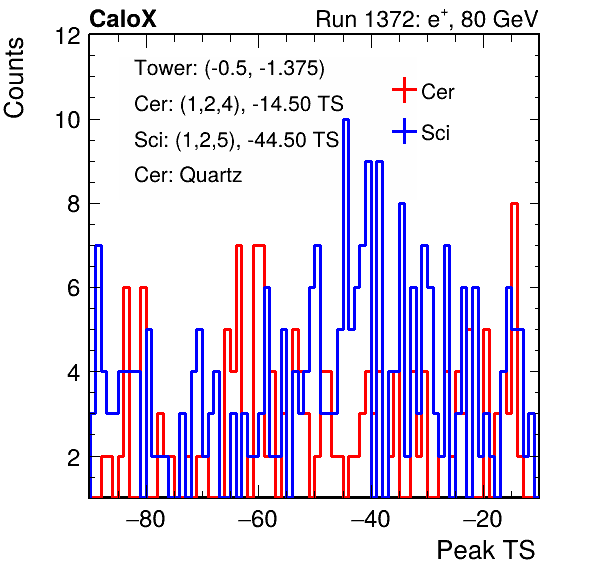 CaloX Run 1372: e⁺, 80 GeV
Counts
12
10
8
6
4
2
Tower: (-0.5, -1.375)
Cer: (1,2,4), -14.50 TS
Sci: (1,2,5), -44.50 TS
Cer: Quartz
Cer
Sci
−80 −60 −40 −20
Peak TS